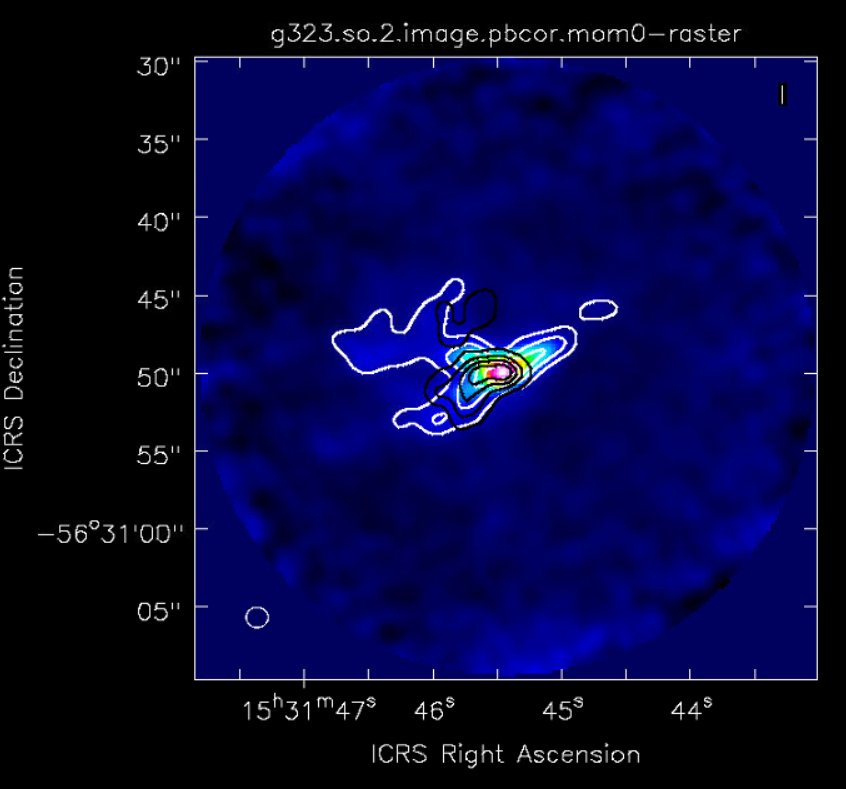 g323.so.2.image.pbcor.mom0-raster
I
30"
35"
40"
45"
50"
55"
-56°31'00"
05"
ICRS Declination
15ʰ31ᵐ47ˢ 46ˢ 45ˢ 44ˢ
ICRS Right Ascension